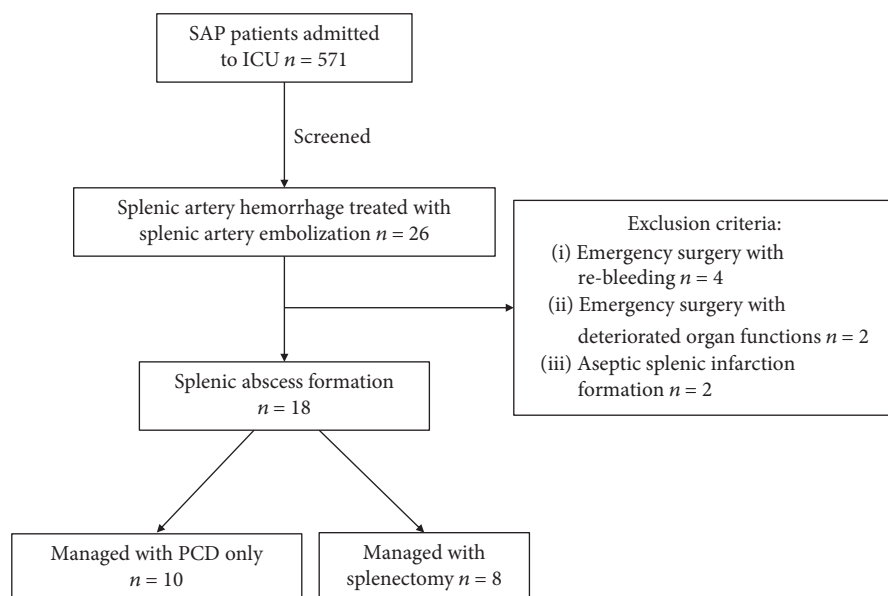 SAP patients admitted
to ICU n = 571
Screened
Splenic artery hemorrhage treated with
splenic artery embolization n = 26
Exclusion criteria:
(i) Emergency surgery with
re-bleeding n = 4
(ii) Emergency surgery with
deteriorated organ functions n = 2
(iii) Aseptic splenic infarction
formation n = 2
Splenic abscess formation
n = 18
Managed with PCD only
n = 10
Managed with
splenectomy n = 8